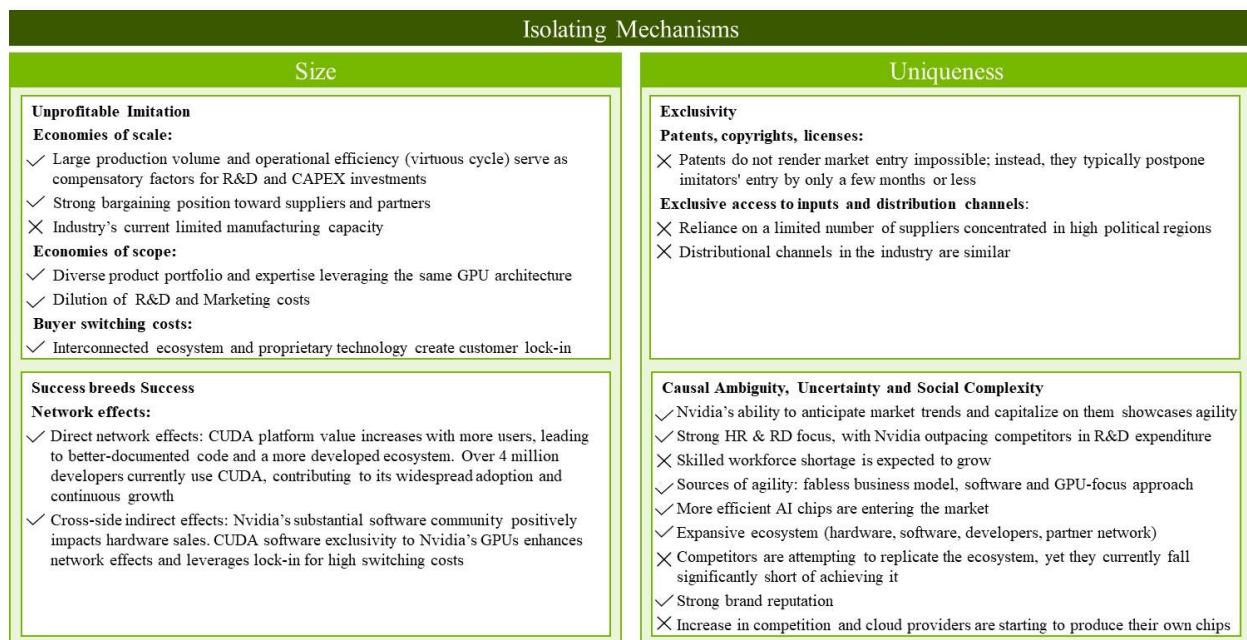 Isolating Mechanisms
Size
Unprofitable Imitation
Economies of scale:
✓ Large production volume and operational efficiency (virtuous cycle) serve as
compensatory factors for R&D and CAPEX investments
✓ Strong bargaining position toward suppliers and partners
✕ Industry's current limited manufacturing capacity
Economies of scope:
✓ Diverse product portfolio and expertise leveraging the same GPU architecture
✓ Dilution of R&D and Marketing costs
Buyer switching costs:
✓ Interconnected ecosystem and proprietary technology create customer lock-in
Success breeds Success
Network effects:
✓ Direct network effects: CUDA platform value increases with more users, leading
to better-documented code and a more developed ecosystem. Over 4 million
developers currently use CUDA, contributing to its widespread adoption and
continuous growth
✓ Cross-side indirect effects: Nvidia's substantial software community positively
impacts hardware sales. CUDA software exclusivity to Nvidia's GPUs enhances
network effects and leverages lock-in for high switching costs
Uniqueness
Exclusivity
Patents, copyrights, licenses:
✕ Patents do not render market entry impossible; instead, they typically postpone
imitators' entry by only a few months or less
Exclusive access to inputs and distribution channels:
✕ Reliance on a limited number of suppliers concentrated in high political regions
✕ Distributional channels in the industry are similar
Causal Ambiguity, Uncertainty and Social Complexity
✓ Nvidia's ability to anticipate market trends and capitalize on them showcases agility
✓ Strong HR & RD focus, with Nvidia outpacing competitors in R&D expenditure
✕ Skilled workforce shortage is expected to grow
✓ Sources of agility: fabless business model, software and GPU-focus approach
✓ More efficient AI chips are entering the market
✓ Expansive ecosystem (hardware, software, developers, partner network)
✕ Competitors are attempting to replicate the ecosystem, yet they currently fall
significantly short of achieving it
✓ Strong brand reputation
✕ Increase in competition and cloud providers are starting to produce their own chips